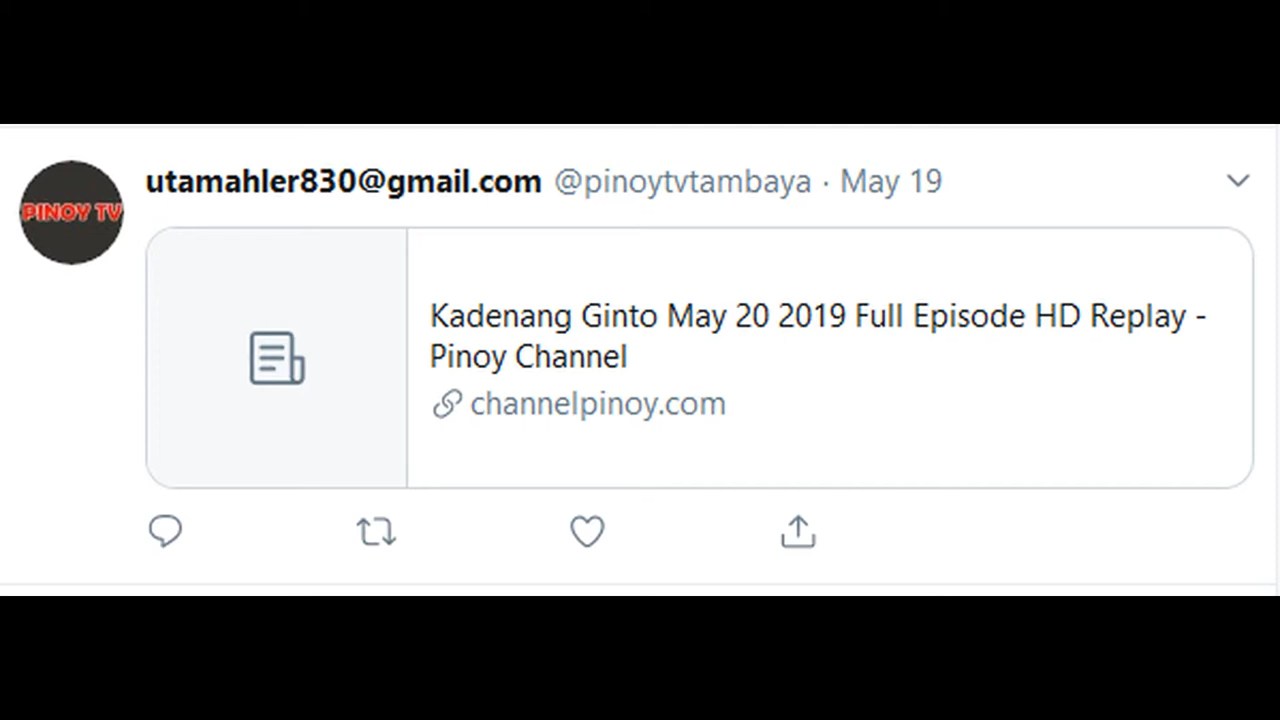 PINOY TV
utamahler830@gmail.com @pinoytvtambaya · May 19
Kadenang Ginto May 20 2019 Full Episode HD Replay -
Pinoy Channel
channelpinoy.com